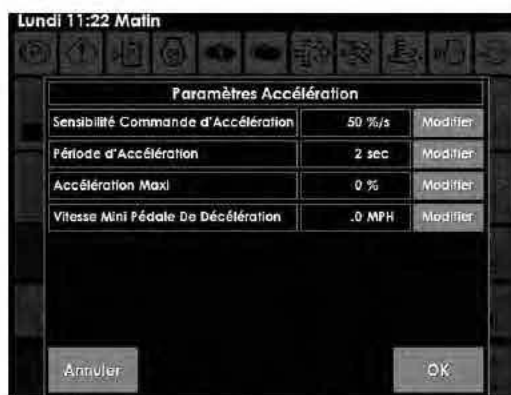 Lundi 11:22 Matin
Paramètres Accélération
Sensibilité Commande d'Accélération 50 %/s Modifier
Période d'Accélération 2 sec Modifier
Accélération Maxi 0 % Modifier
Vitesse Mini Pédale De Décélération .0 MPH Modifier
Annuler OK